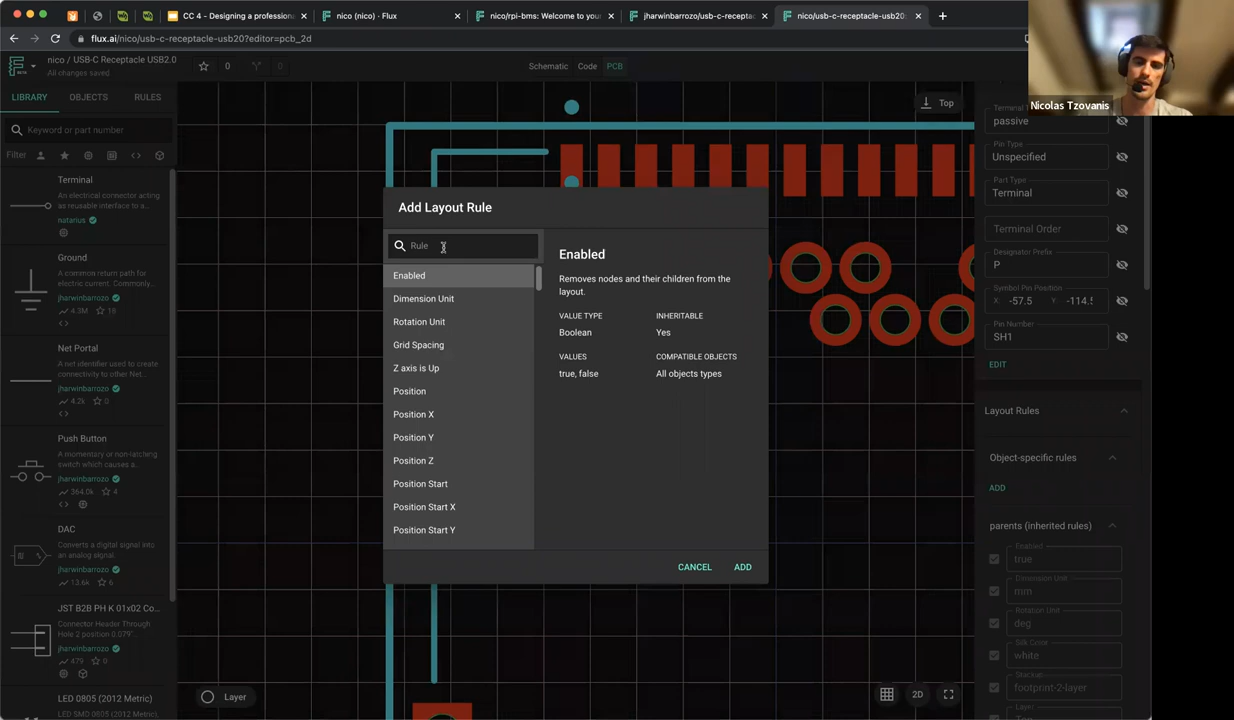 CC 4 - Designing a profession
nico (nico) · Flux
nico/rpi-bms: Welcome to your
jharwinbarrozo/usb-c-recepta
nico/usb-c-receptacle-usb20:
flux.ai/nico/usb-c-receptacle-usb20?editor=pcb_2d
nico / USB-C Receptacle USB2.0
All changes saved.
BETA
0
0
Schematic
Code
PCB
Nicolas Tzovanis
LIBRARY
OBJECTS
RULES
Keyword or part number
Filter
Terminal
An electrical connector acting
as reusable interface to a...
natarius
Ground
A common return path for
electric current. Commonly...
jharwinbarrozo
4.3M
18
Net Portal
A net identifier used to create
connectivity to other Net...
jharwinbarrozo
4.2k
0
Push Button
A momentary or non-latching
switch which causes a...
jharwinbarrozo
364.0k
4
DAC
Converts a digital signal into
an analog signal.
jharwinbarrozo
13.6k
6
JST B2B PH K 01x02 Co...
Connector Header Through
Hole 2 position 0.079"...
jharwinbarrozo
479
0
LED 0805 (2012 Metric)
LED SMD 0805 (2012 Metric)
Top
Add Layout Rule
Rule
Enabled
Dimension Unit
Rotation Unit
Grid Spacing
Z axis is Up
Position
Position X
Position Y
Position Z
Position Start
Position Start X
Position Start Y
Enabled
Removes nodes and their children from the
layout.
VALUE TYPE
INHERITABLE
Boolean
Yes
VALUES
COMPATIBLE OBJECTS
true, false
All objects types
CANCEL
ADD
Layer
2D
Terminal T
passive
Pin Type
Unspecified
Part Type
Terminal
Terminal Order
Designator Prefix
P
Symbol Pin Position
X -57.5 Y -114.5
Pin Number
SH1
EDIT
Layout Rules
Object-specific rules
ADD
parents (inherited rules)
Enabled
true
Dimension Unit
mm
Rotation Unit
deg
Silk Color
white
Stackup
footprint-2-layer
Layer